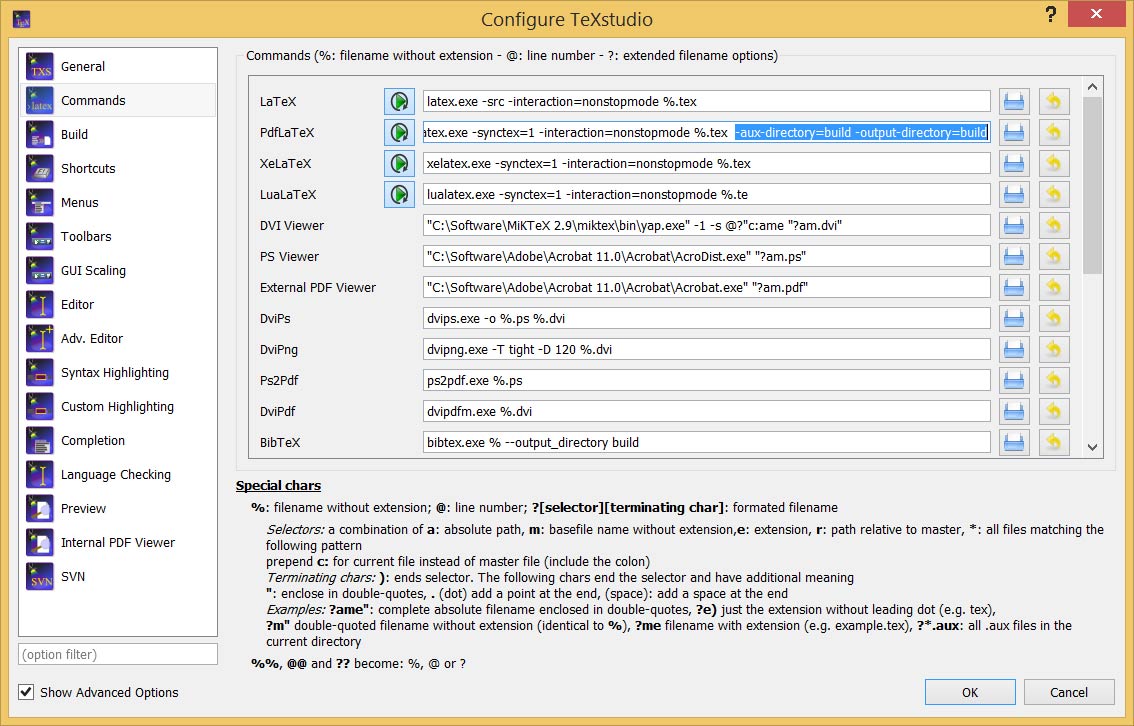 Configure TeXstudio
?
General
Commands
Build
Shortcuts
Menus
Toolbars
GUI Scaling
Editor
Adv. Editor
Syntax Highlighting
Custom Highlighting
Completion
Language Checking
Preview
Internal PDF Viewer
SVN
(option filter)
Show Advanced Options
Commands (%: filename without extension - @: line number - ?: extended filename options)
LaTeX latex.exe -src -interaction=nonstopmode %.tex
PdfLaTeX atex.exe -synctex=1 -interaction=nonstopmode %.tex -aux-directory=build -output-directory=build
XeLaTeX xelatex.exe -synctex=1 -interaction=nonstopmode %.tex
LuaLaTeX lualatex.exe -synctex=1 -interaction=nonstopmode %.te
DVI Viewer "C:\Software\MiKTeX 2.9\miktex\bin\yap.exe" -1 -s @?"c:ame "?am.dvi"
PS Viewer "C:\Software\Adobe\Acrobat 11.0\Acrobat\AcroDist.exe" "?am.ps"
External PDF Viewer "C:\Software\Adobe\Acrobat 11.0\Acrobat\Acrobat.exe" "?am.pdf"
DviPs dvips.exe -o %.ps %.dvi
DviPng dvipng.exe -T tight -D 120 %.dvi
Ps2Pdf ps2pdf.exe %.ps
DviPdf dvipdfm.exe %.dvi
BibTeX bibtex.exe % --output_directory build
Special chars
%: filename without extension; @: line number; ?[selector][terminating char]: formated filename
Selectors: a combination of a: absolute path, m: basefile name without extension,e: extension, r: path relative to master, *: all files matching the
following pattern
prepend c: for current file instead of master file (include the colon)
Terminating chars: ): ends selector. The following chars end the selector and have additional meaning
": enclose in double-quotes, . (dot) add a point at the end, (space): add a space at the end
Examples: ?ame": complete absolute filename enclosed in double-quotes, ?e) just the extension without leading dot (e.g. tex),
?m" double-quoted filename without extension (identical to %), ?me filename with extension (e.g. example.tex), ?*.aux: all .aux files in the
current directory
%%, @@ and ?? become: %, @ or ?
OK
Cancel